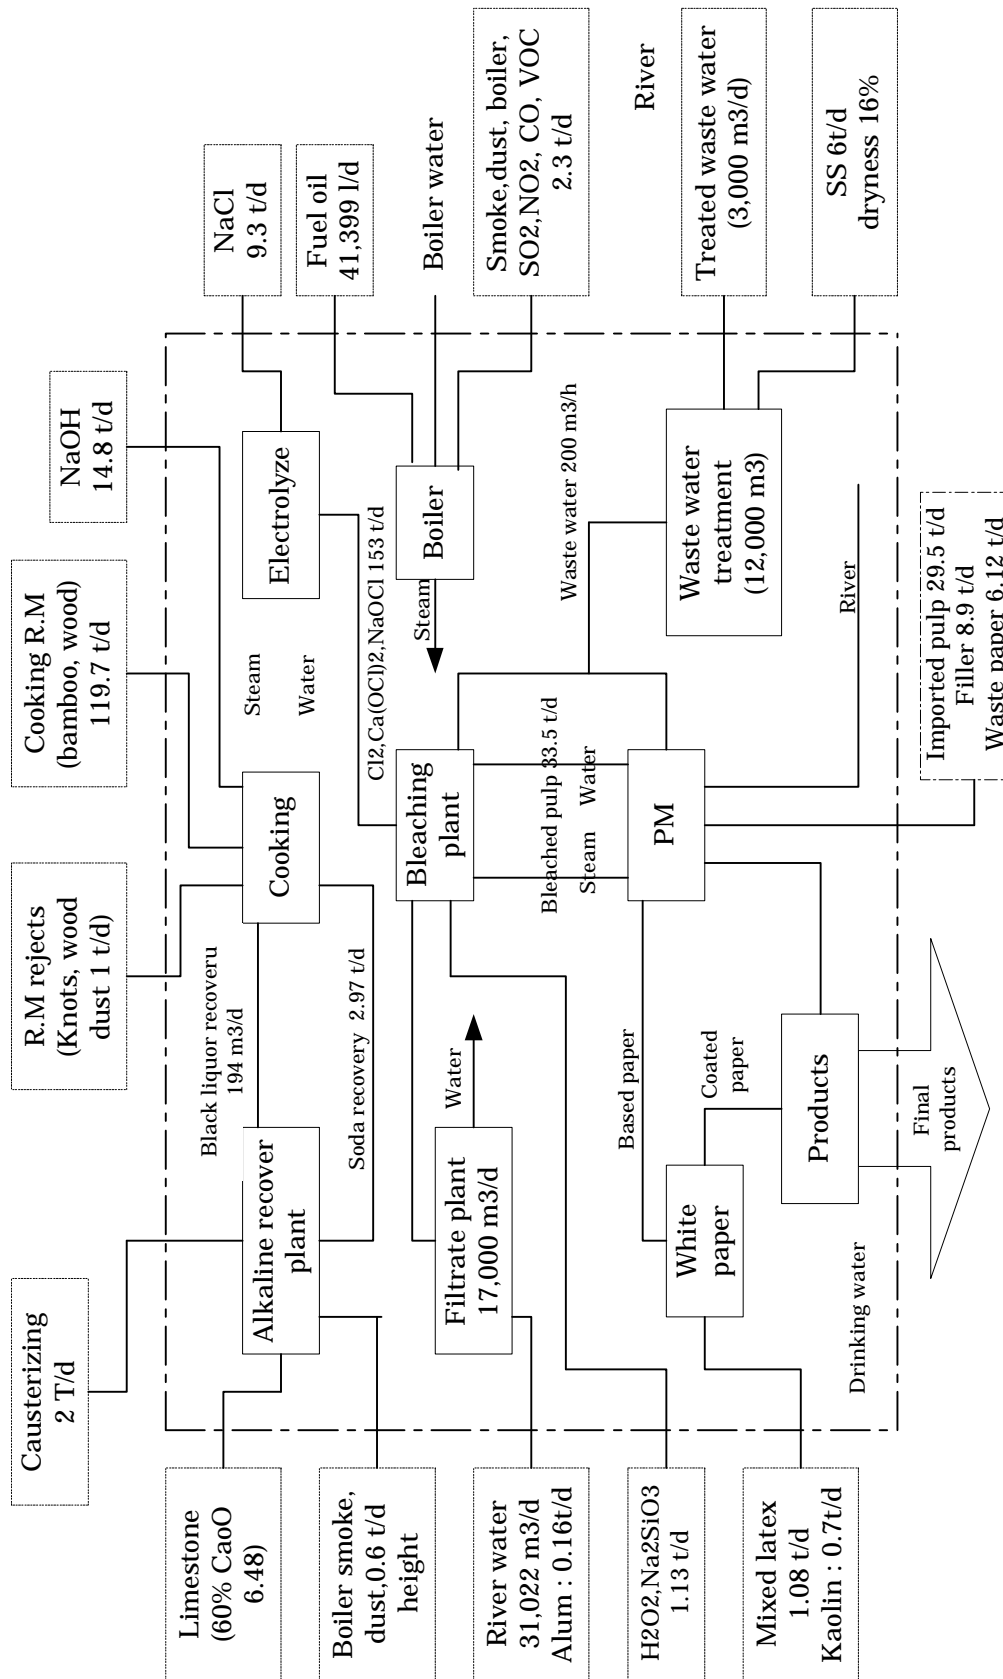 Causterizing
2 T/d
R.M rejects
(Knots, wood
dust 1 t/d)
Cooking R.M
(bamboo, wood)
119.7 t/d
NaOH
14.8 t/d
Limestone
(60% CaoO
6.48)
Alkaline recover
plant
Black liquor recoveru
194 m3/d
Soda recovery 2.97 t/d
Cooking
Steam
Water
Electrolyze
NaCl
9.3 t/d
Boiler smoke,
dust,0.6 t/d
height
Cl2,Ca(OCl)2,NaOCl 153 t/d
Fuel oil
41,399 l/d
River water
31,022 m3/d
Alum : 0.16t/d
Filtrate plant
17,000 m3/d
Water
Bleaching
plant
Steam
Boiler
Boiler water
Smoke,dust, boiler,
SO2,NO2, CO, VOC
2.3 t/d
H2O2,Na2SiO3
1.13 t/d
Bleached pulp 33.5 t/d
Steam
Water
Waste water 200 m3/h
Based paper
PM
River
Mixed latex
1.08 t/d
Kaolin : 0.7t/d
White
paper
Coated
paper
Waste water
treatment
(12,000 m3)
Treated waste water
(3,000 m3/d)
Products
Drinking water
River
SS 6t/d
dryness 16%
Final
products
Imported pulp 29.5 t/d
Filler 8.9 t/d
Waste paper 6.12 t/d